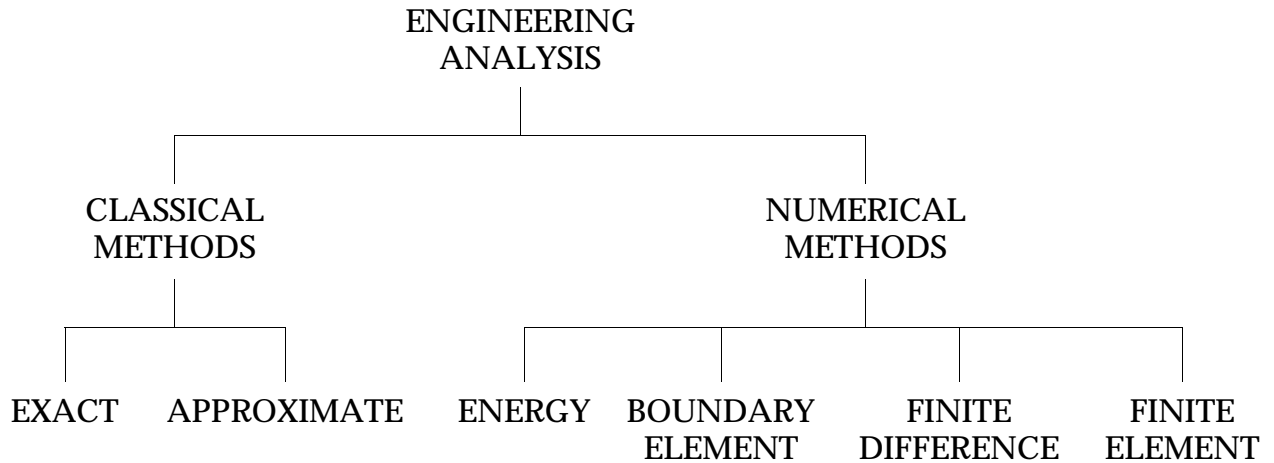 ENGINEERING
ANALYSIS
CLASSICAL
METHODS
NUMERICAL
METHODS
EXACT
APPROXIMATE
ENERGY
BOUNDARY
ELEMENT
FINITE
DIFFERENCE
FINITE
ELEMENT